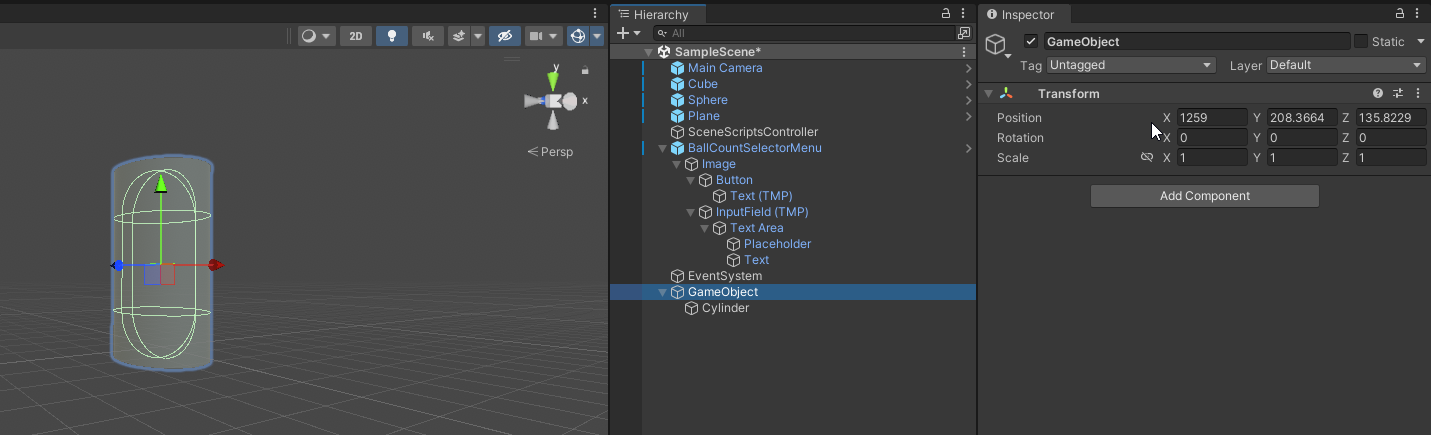 Hierarchy
Inspector
2D
All
GameObject
Static
SampleScene*
Tag Untagged Layer Default
Main Camera
Cube
Sphere
Plane
SceneScriptsController
BallCountSelectorMenu
Image
Button
Text (TMP)
InputField (TMP)
Text Area
Placeholder
Text
EventSystem
GameObject
Cylinder
Transform
Position X 1259 Y 208.3664 Z 135.8229
Rotation X 0 Y 0 Z 0
Scale X 1 Y 1 Z 1
Add Component
y
x
Persp